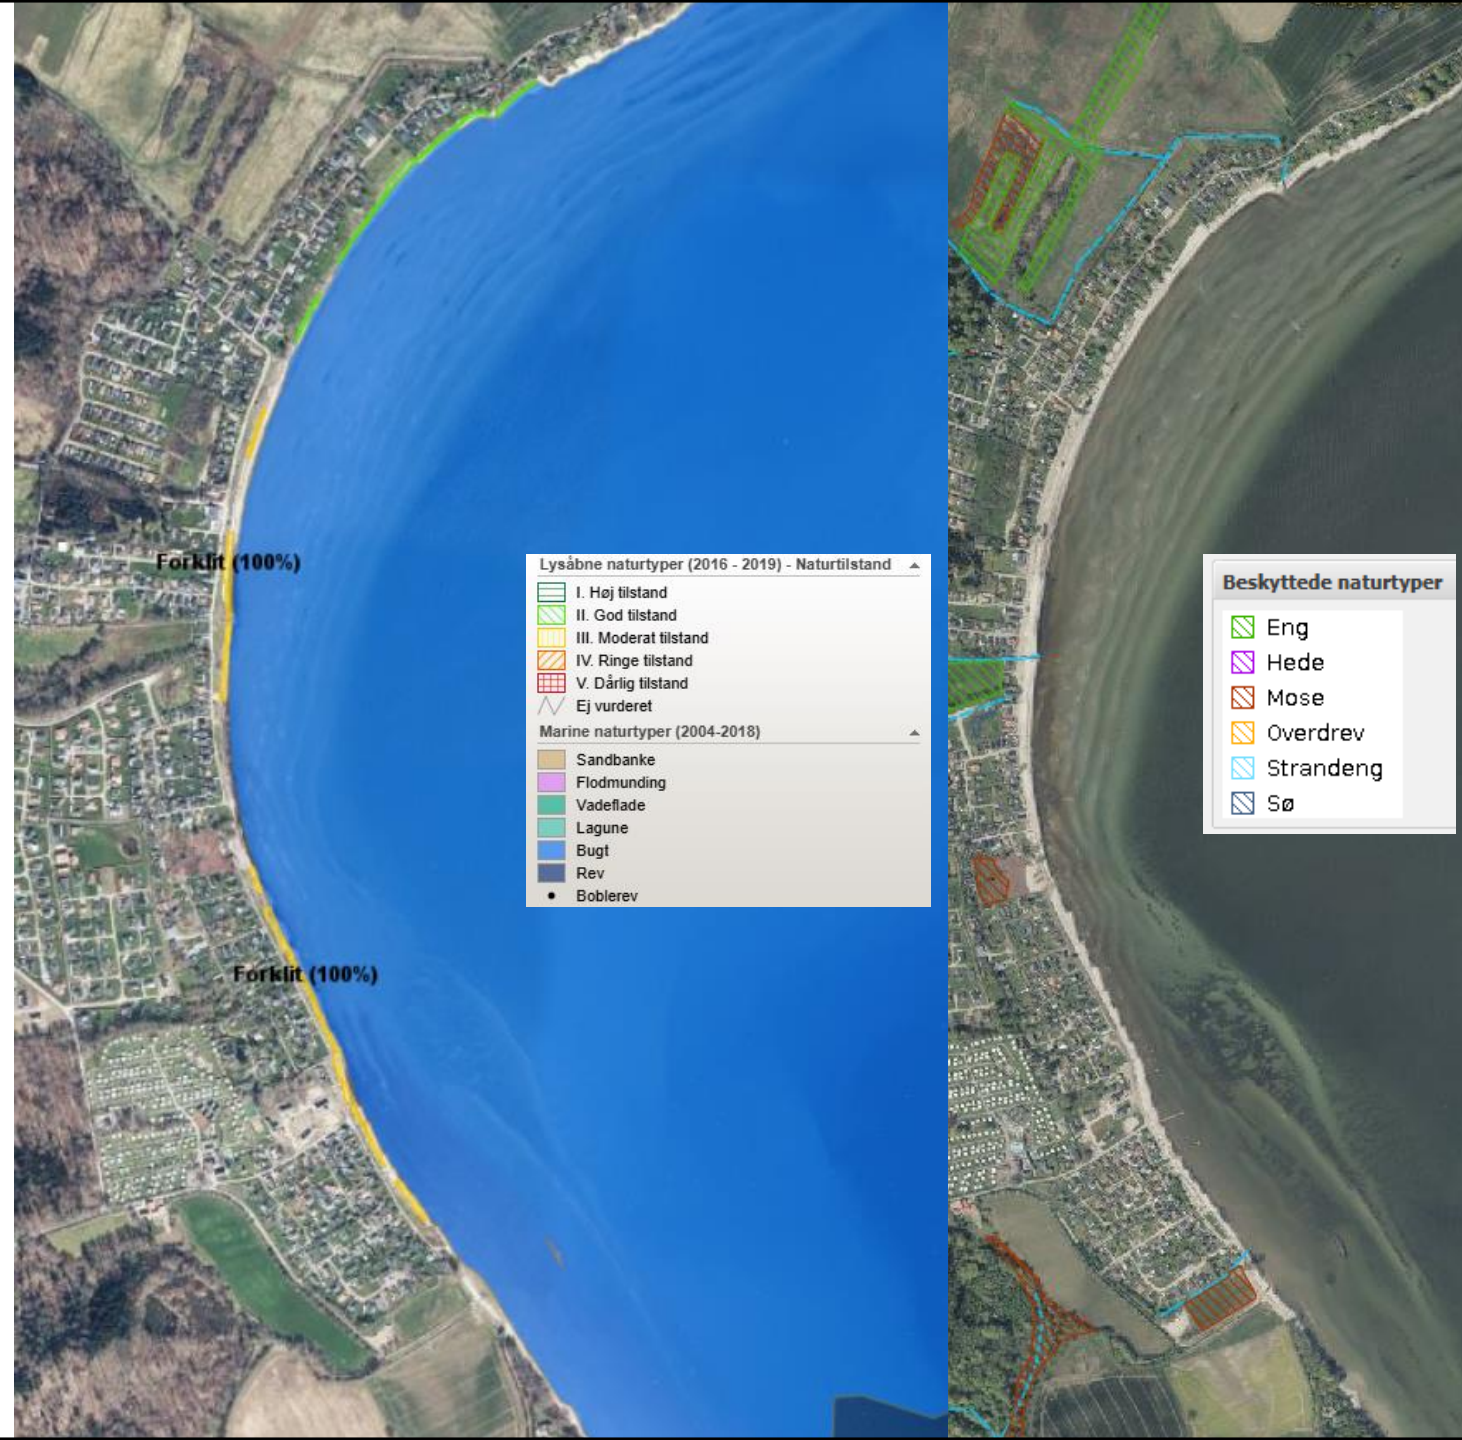 Forklit (100%)
Forklit (100%)
Lysåbne naturtyper (2016 - 2019) - Naturtilstand
I. Høj tilstand
II. God tilstand
III. Moderat tilstand
IV. Ringe tilstand
V. Dårlig tilstand
Ej vurderet
Marine naturtyper (2004-2018)
Sandbanke
Flodmunding
Vadeflade
Lagune
Bugt
Rev
Boblerev
Beskyttede naturtyper
Eng
Hede
Mose
Overdrev
Strandeng
Sø